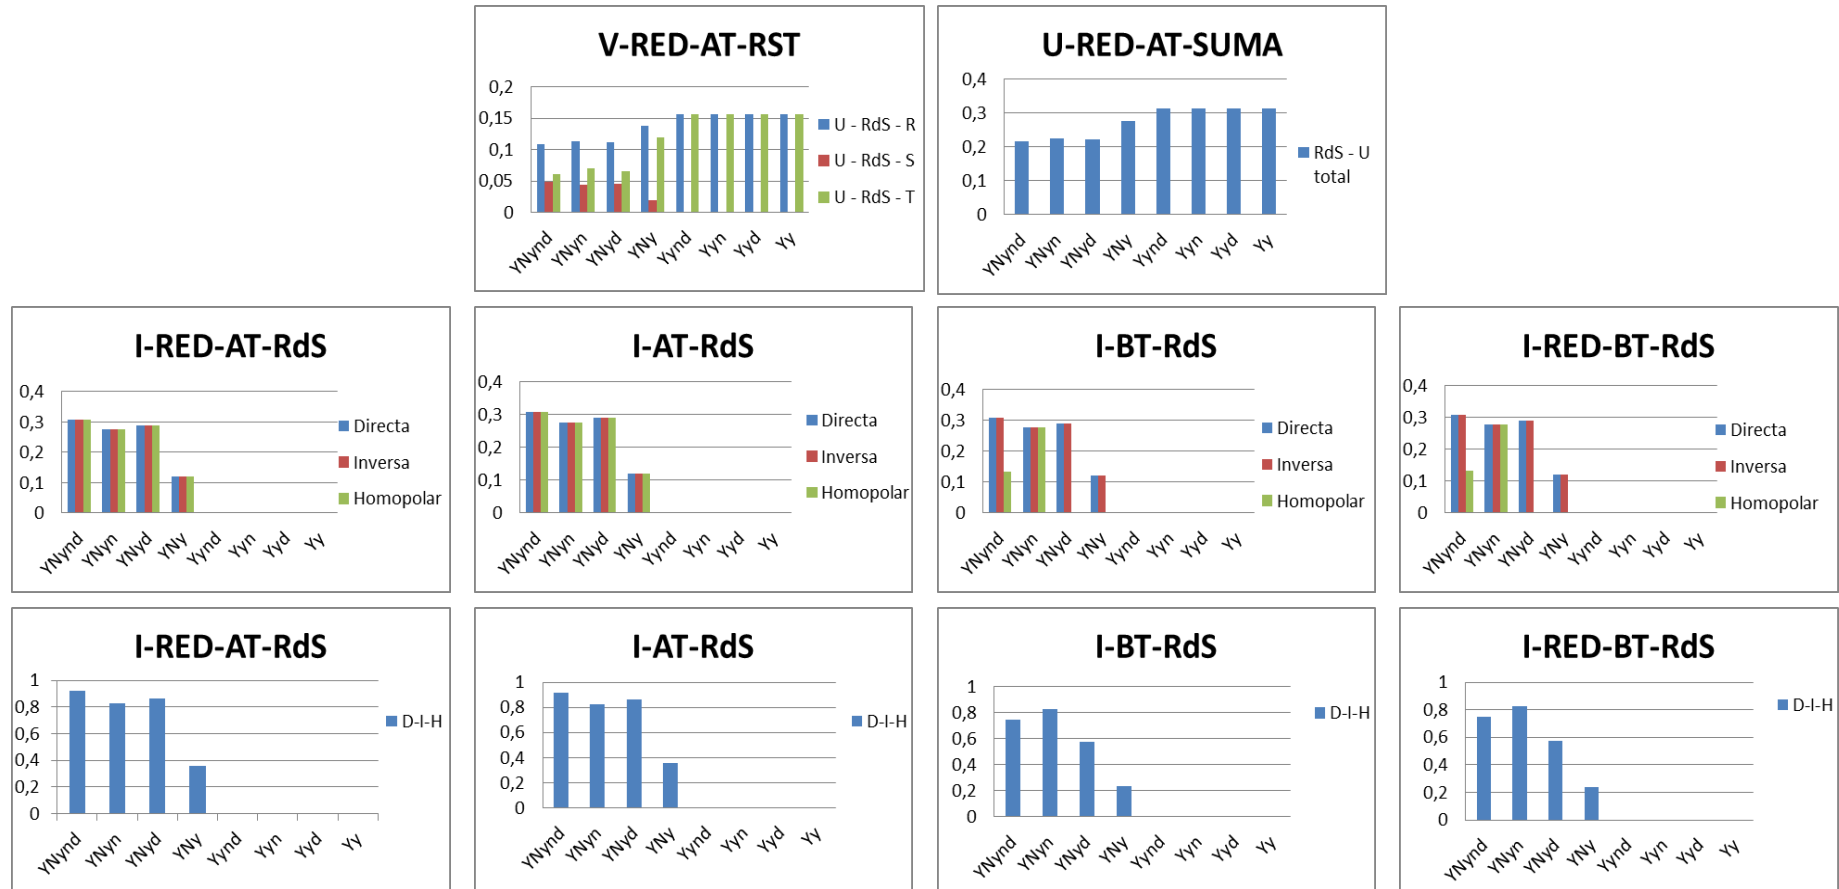 V-RED-AT-RST
0,2
0,15
0,1
0,05
0
U - RdS - R
U - RdS - S
U - RdS - T
YNynd
YNyn
YNyd
YNy
Yynd
Yyn
Yyd
Yy
U-RED-AT-SUMA
0,4
0,3
0,2
0,1
0
RdS - U
total
YNynd
YNyn
YNyd
YNy
Yynd
Yyn
Yyd
Yy
I-RED-AT-RdS
0,4
0,3
0,2
0,1
0
Directa
Inversa
Homopolar
YNynd
YNyn
YNyd
YNy
Yynd
Yyn
Yyd
Yy
I-AT-RdS
0,4
0,3
0,2
0,1
0
Directa
Inversa
Homopolar
YNynd
YNyn
YNyd
YNy
Yynd
Yyn
Yyd
Yy
I-BT-RdS
0,4
0,3
0,2
0,1
0
Directa
Inversa
Homopolar
YNynd
YNyn
YNyd
YNy
Yynd
Yyn
Yyd
Yy
I-RED-BT-RdS
0,4
0,3
0,2
0,1
0
Directa
Inversa
Homopolar
YNynd
YNyn
YNyd
YNy
Yynd
Yyn
Yyd
Yy
I-RED-AT-RdS
1
0,8
0,6
0,4
0,2
0
D-I-H
YNynd
YNyn
YNyd
YNy
Yynd
Yyn
Yyd
Yy
I-AT-RdS
1
0,8
0,6
0,4
0,2
0
D-I-H
YNynd
YNyn
YNyd
YNy
Yynd
Yyn
Yyd
Yy
I-BT-RdS
1
0,8
0,6
0,4
0,2
0
D-I-H
YNynd
YNyn
YNyd
YNy
Yynd
Yyn
Yyd
Yy
I-RED-BT-RdS
1
0,8
0,6
0,4
0,2
0
D-I-H
YNynd
YNyn
YNyd
YNy
Yynd
Yyn
Yyd
Yy